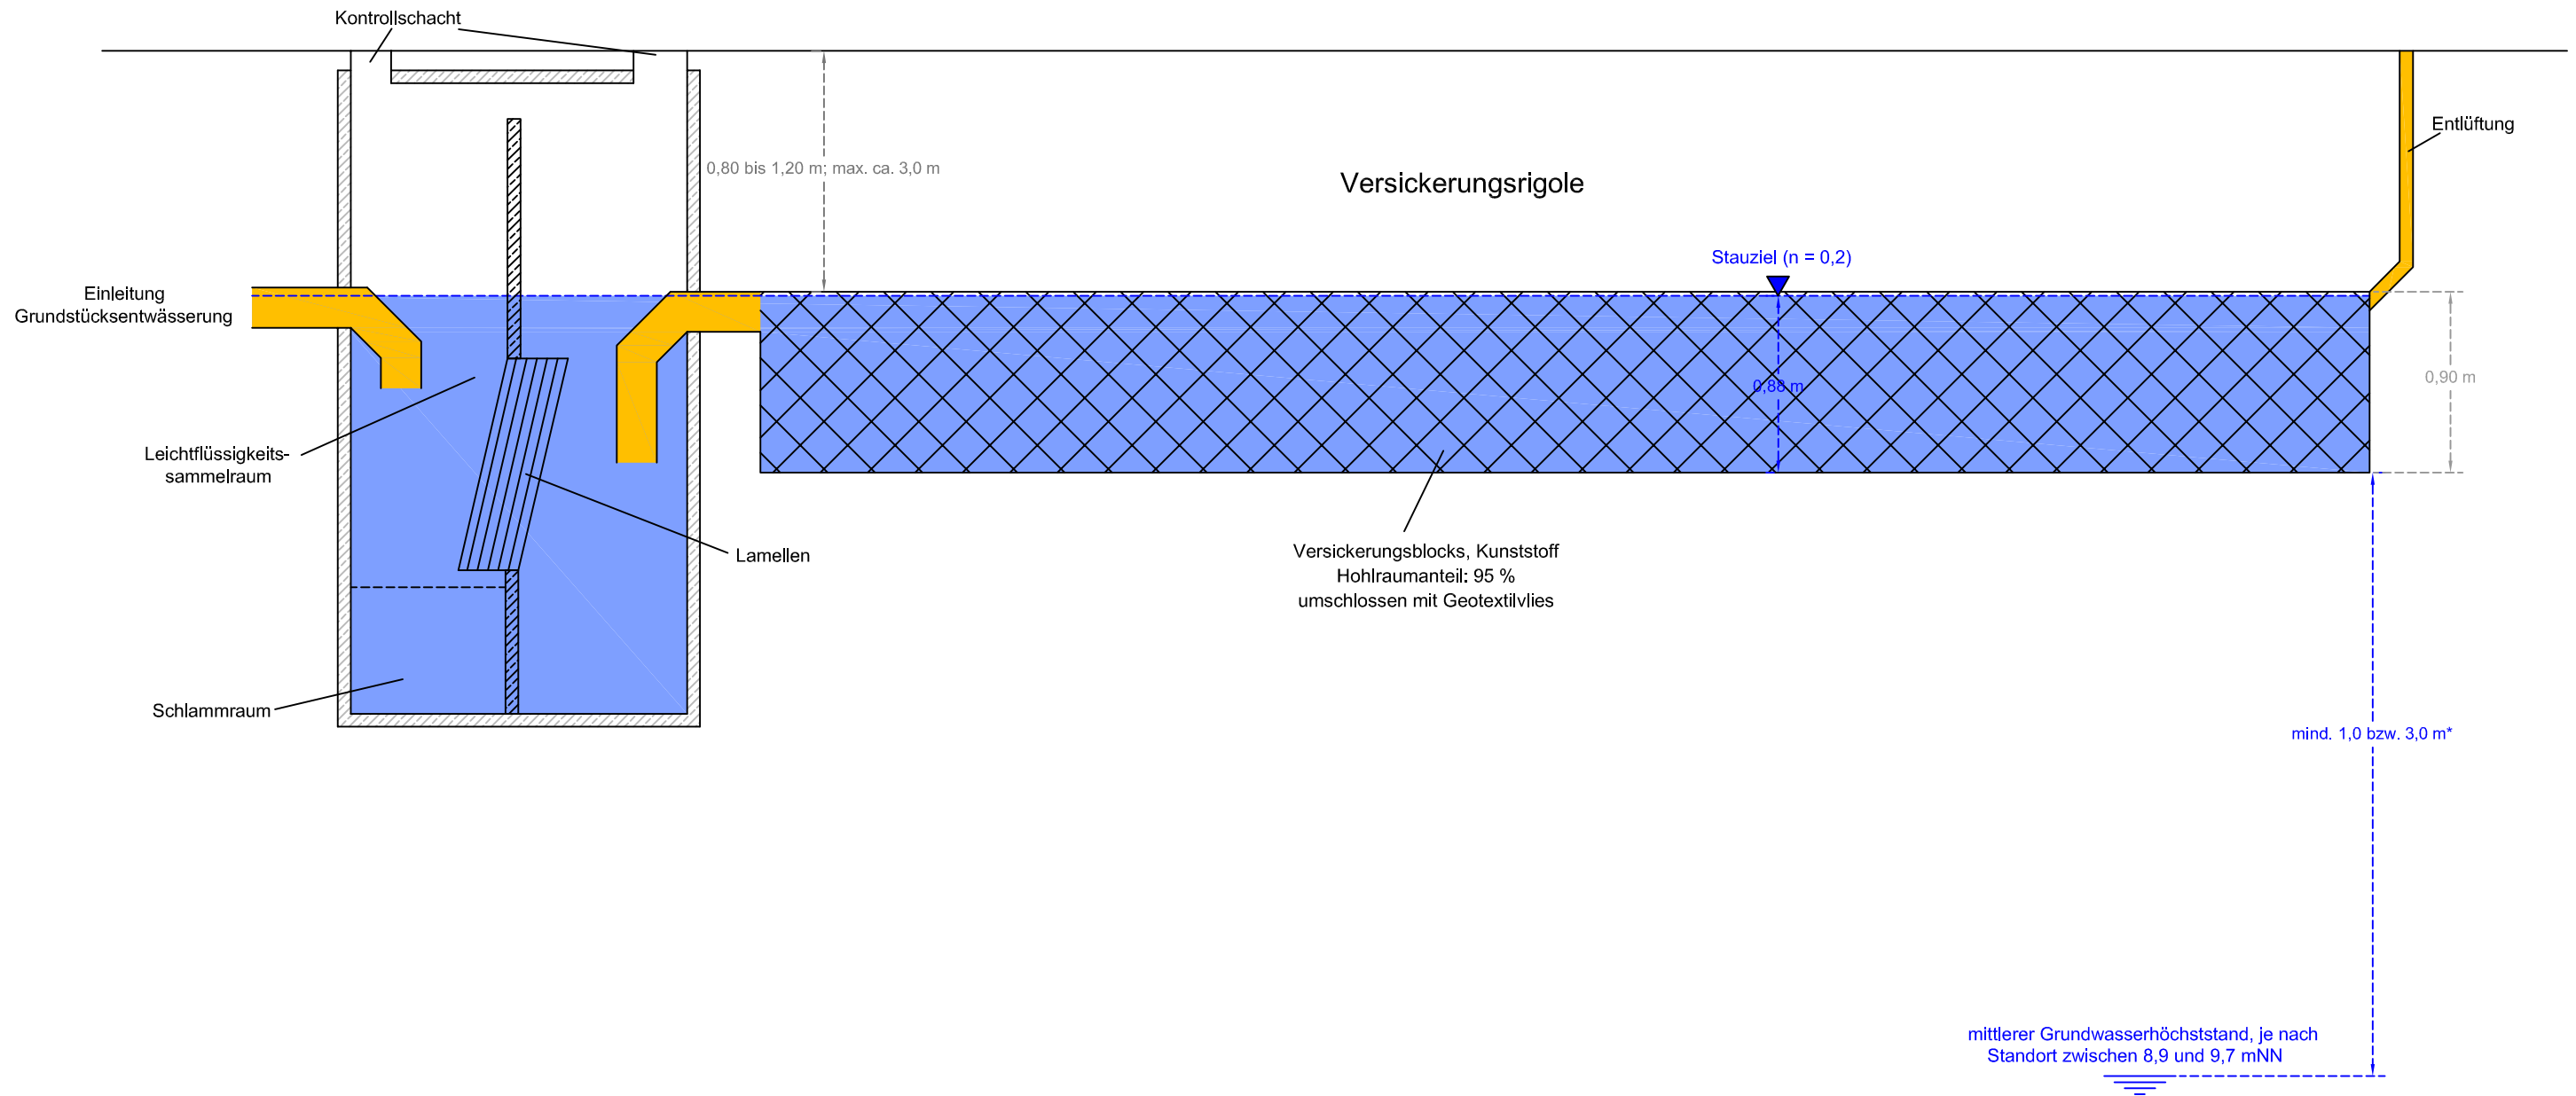 Kontrollschacht
Entlüftung
0,80 bis 1,20 m; max. ca. 3,0 m
Versickerungsrigole
Stauziel (n = 0,2)
Einleitung
Grundstücksentwässerung
0,88 m
0,90 m
Leichtflüssigkeits-
sammelraum
Lamellen
Versickerungsblocks, Kunststoff
Hohlraumanteil: 95 %
umschlossen mit Geotextilvlies
Schlammraum
mind. 1,0 bzw. 3,0 m*
mittlerer Grundwasserhöchststand, je nach
Standort zwischen 8,9 und 9,7 mNN